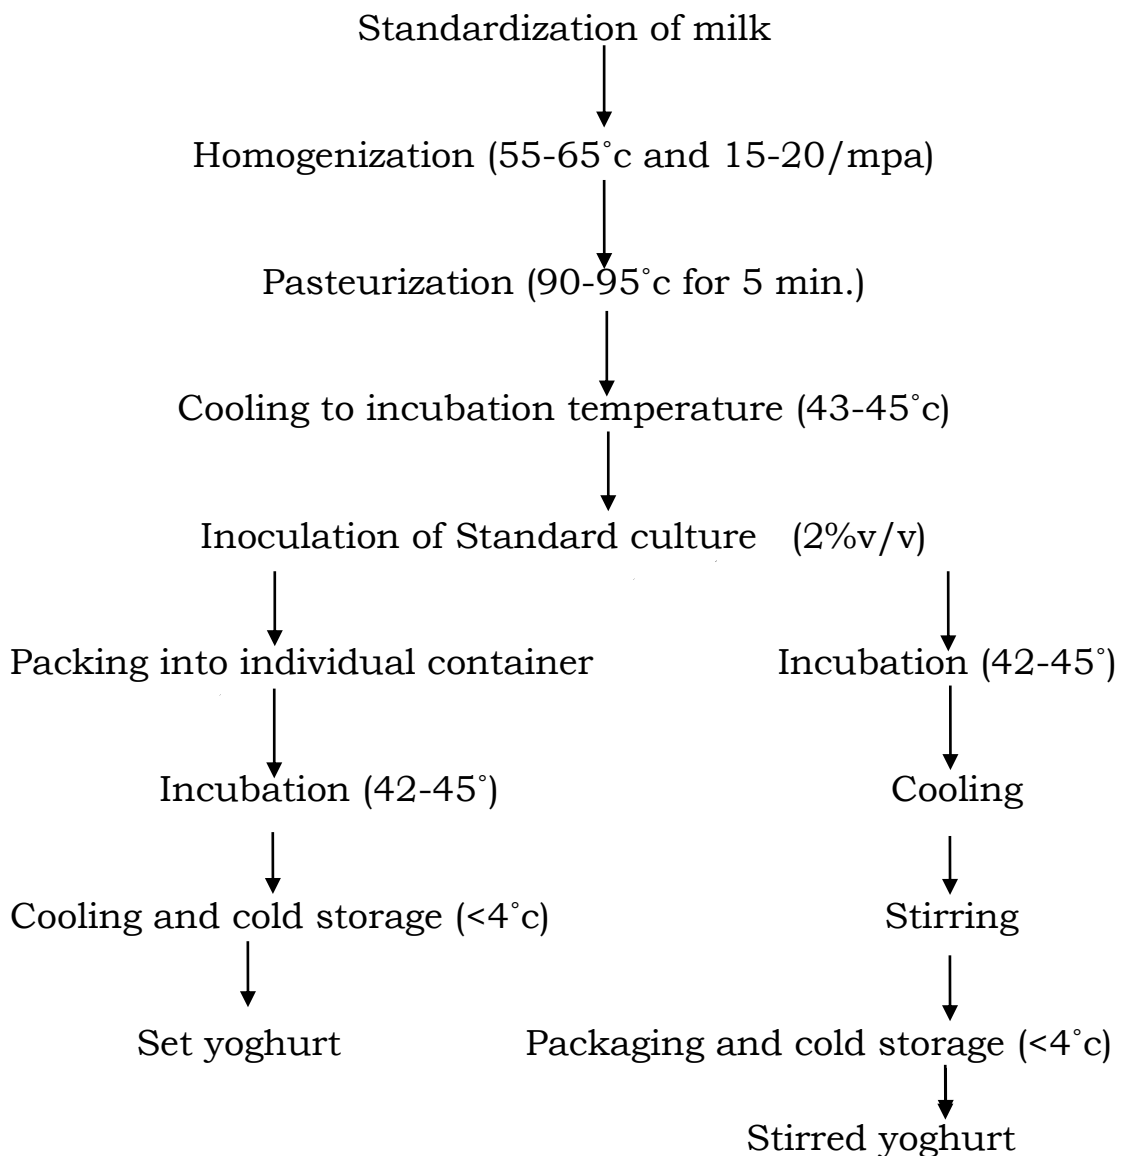 Standardization of milk
Homogenization (55-65˚c and 15-20/mpa)
Pasteurization (90-95˚c for 5 min.)
Cooling to incubation temperature (43-45˚c)
Inoculation of Standard culture (2%v/v)
Packing into individual container
Incubation (42-45˚)
Cooling and cold storage (<4˚c)
Set yoghurt
Incubation (42-45˚)
Cooling
Stirring
Packaging and cold storage (<4˚c)
Stirred yoghurt